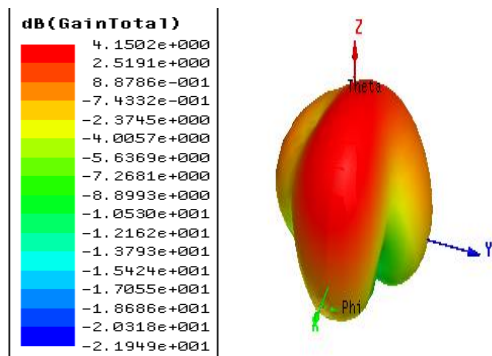 dB(GainTotal)
4.1502e+000
2.5191e+000
8.8786e-001
-7.4332e-001
-2.3745e+000
-4.0057e+000
-5.6369e+000
-7.2681e+000
-8.8993e+000
-1.0530e+001
-1.2162e+001
-1.3793e+001
-1.5424e+001
-1.7055e+001
-1.8686e+001
-2.0318e+001
-2.1949e+001
Z
Theta
Y
Phi
X